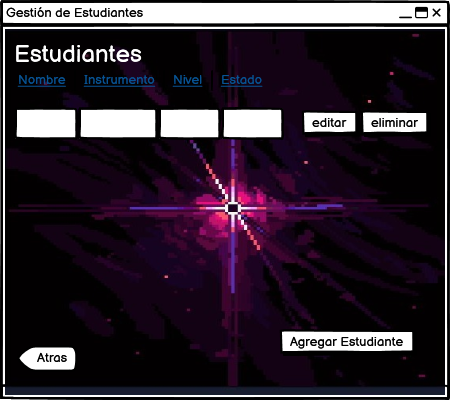 Gestión de Estudiantes
Estudiantes
Nombre Instrumento Nivel Estado
editar eliminar
Agregar Estudiante
Atras